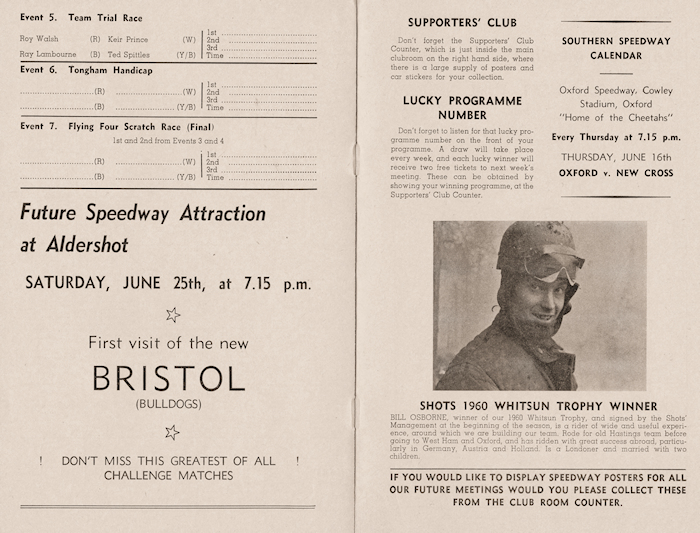 Event 5. Team Trial Race
Roy Walsh (R) Keir Prince (W)
Ray Lambourne (B) Ted Spittles (Y/B)
1st
2nd
3rd
Time
Event 6. Tongham Handicap
(R) (W)
(B) (Y/B)
1st
2nd
3rd
Time
Event 7. Flying Four Scratch Race (Final)
1st and 2nd from Events 3 and 4
(R) (W)
(B) (Y/B)
1st
2nd
3rd
Time
Future Speedway Attraction
at Aldershot
SATURDAY, JUNE 25th, at 7.15 p.m.
First visit of the new
BRISTOL
(BULLDOGS)
! DON'T MISS THIS GREATEST OF ALL !
CHALLENGE MATCHES
SUPPORTERS' CLUB
Don't forget the Supporters' Club
Counter, which is just inside the main
clubroom on the right hand side, where
there is a large supply of posters and
car stickers for your collection.
LUCKY PROGRAMME
NUMBER
Don't forget to listen for that lucky pro-
gramme number on the front of your
programme. A draw will take place
every week, and each lucky winner will
receive two free tickets to next week's
meeting. These can be obtained by
showing your winning programme, at the
Supporters' Club Counter.
SOUTHERN SPEEDWAY
CALENDAR
Oxford Speedway, Cowley
Stadium, Oxford
"Home of the Cheetahs"
Every Thursday at 7.15 p.m.
THURSDAY, JUNE 16th
OXFORD v. NEW CROSS
SHOTS 1960 WHITSUN TROPHY WINNER
BILL OSBORNE, winner of our 1960 Whitsun Trophy, and signed by the Shots'
Management at the beginning of the season, is a rider of wide and useful experi-
ence, around which we are building our team. Rode for old Hastings team before
going to West Ham and Oxford, and has ridden with great success abroad, particu-
larly in Germany, Austria and Holland. Is a Londoner and married with two
children.
IF YOU WOULD LIKE TO DISPLAY SPEEDWAY POSTERS FOR ALL
OUR FUTURE MEETINGS WOULD YOU PLEASE COLLECT THESE
FROM THE CLUB ROOM COUNTER.